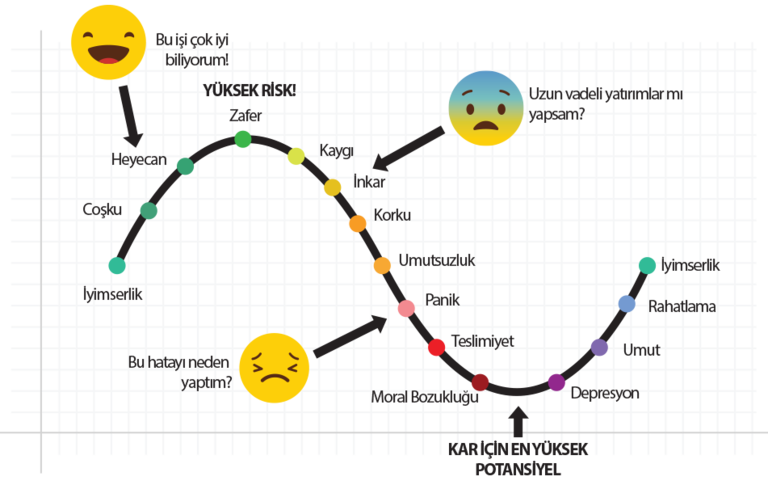 Bu işi çok iyi
biliyorum!
YÜKSEK RİSK!
Zafer
Heyecan
Coşku
İyimserlik
Kaygı
İnkar
Korku
Umutsuzluk
Panik
Teslimiyet
Moral Bozukluğu
Uzun vadeli yatırımlar mı
yapsam?
Bu hatayı neden
yaptım?
Depresyon
Umut
Rahatlama
İyimserlik
KAR İÇİN EN YÜKSEK
POTANSİYEL